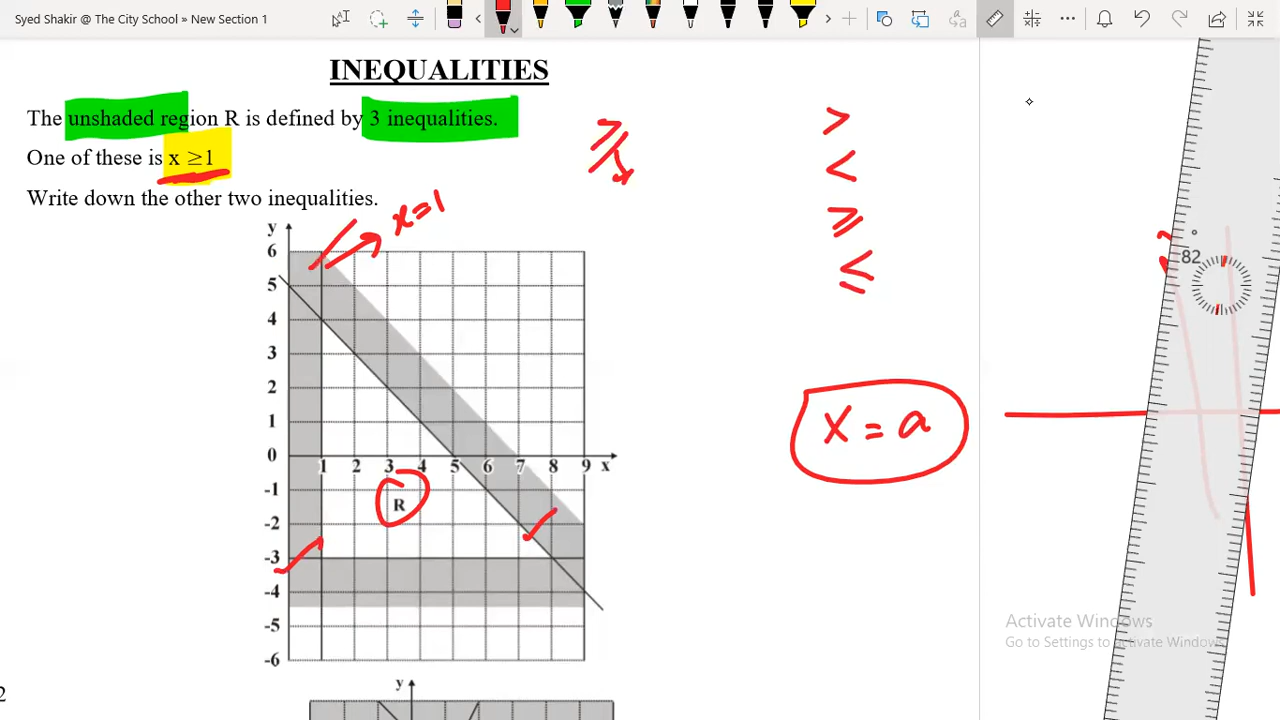 Syed Shakir @ The City School » New Section 1
INEQUALITIES
The unshaded region R is defined by 3 inequalities.
One of these is x ≥1
Write down the other two inequalities.
>
<
≥
≤
x=1
y
6
5
4
3
2
1
0
1 2 3 4 5 6 7 8 9 x
-1
R
-2
-3
-4
-5
-6
x = a
82°
Activate Windows
Go to Settings to activate Windows.
2
y